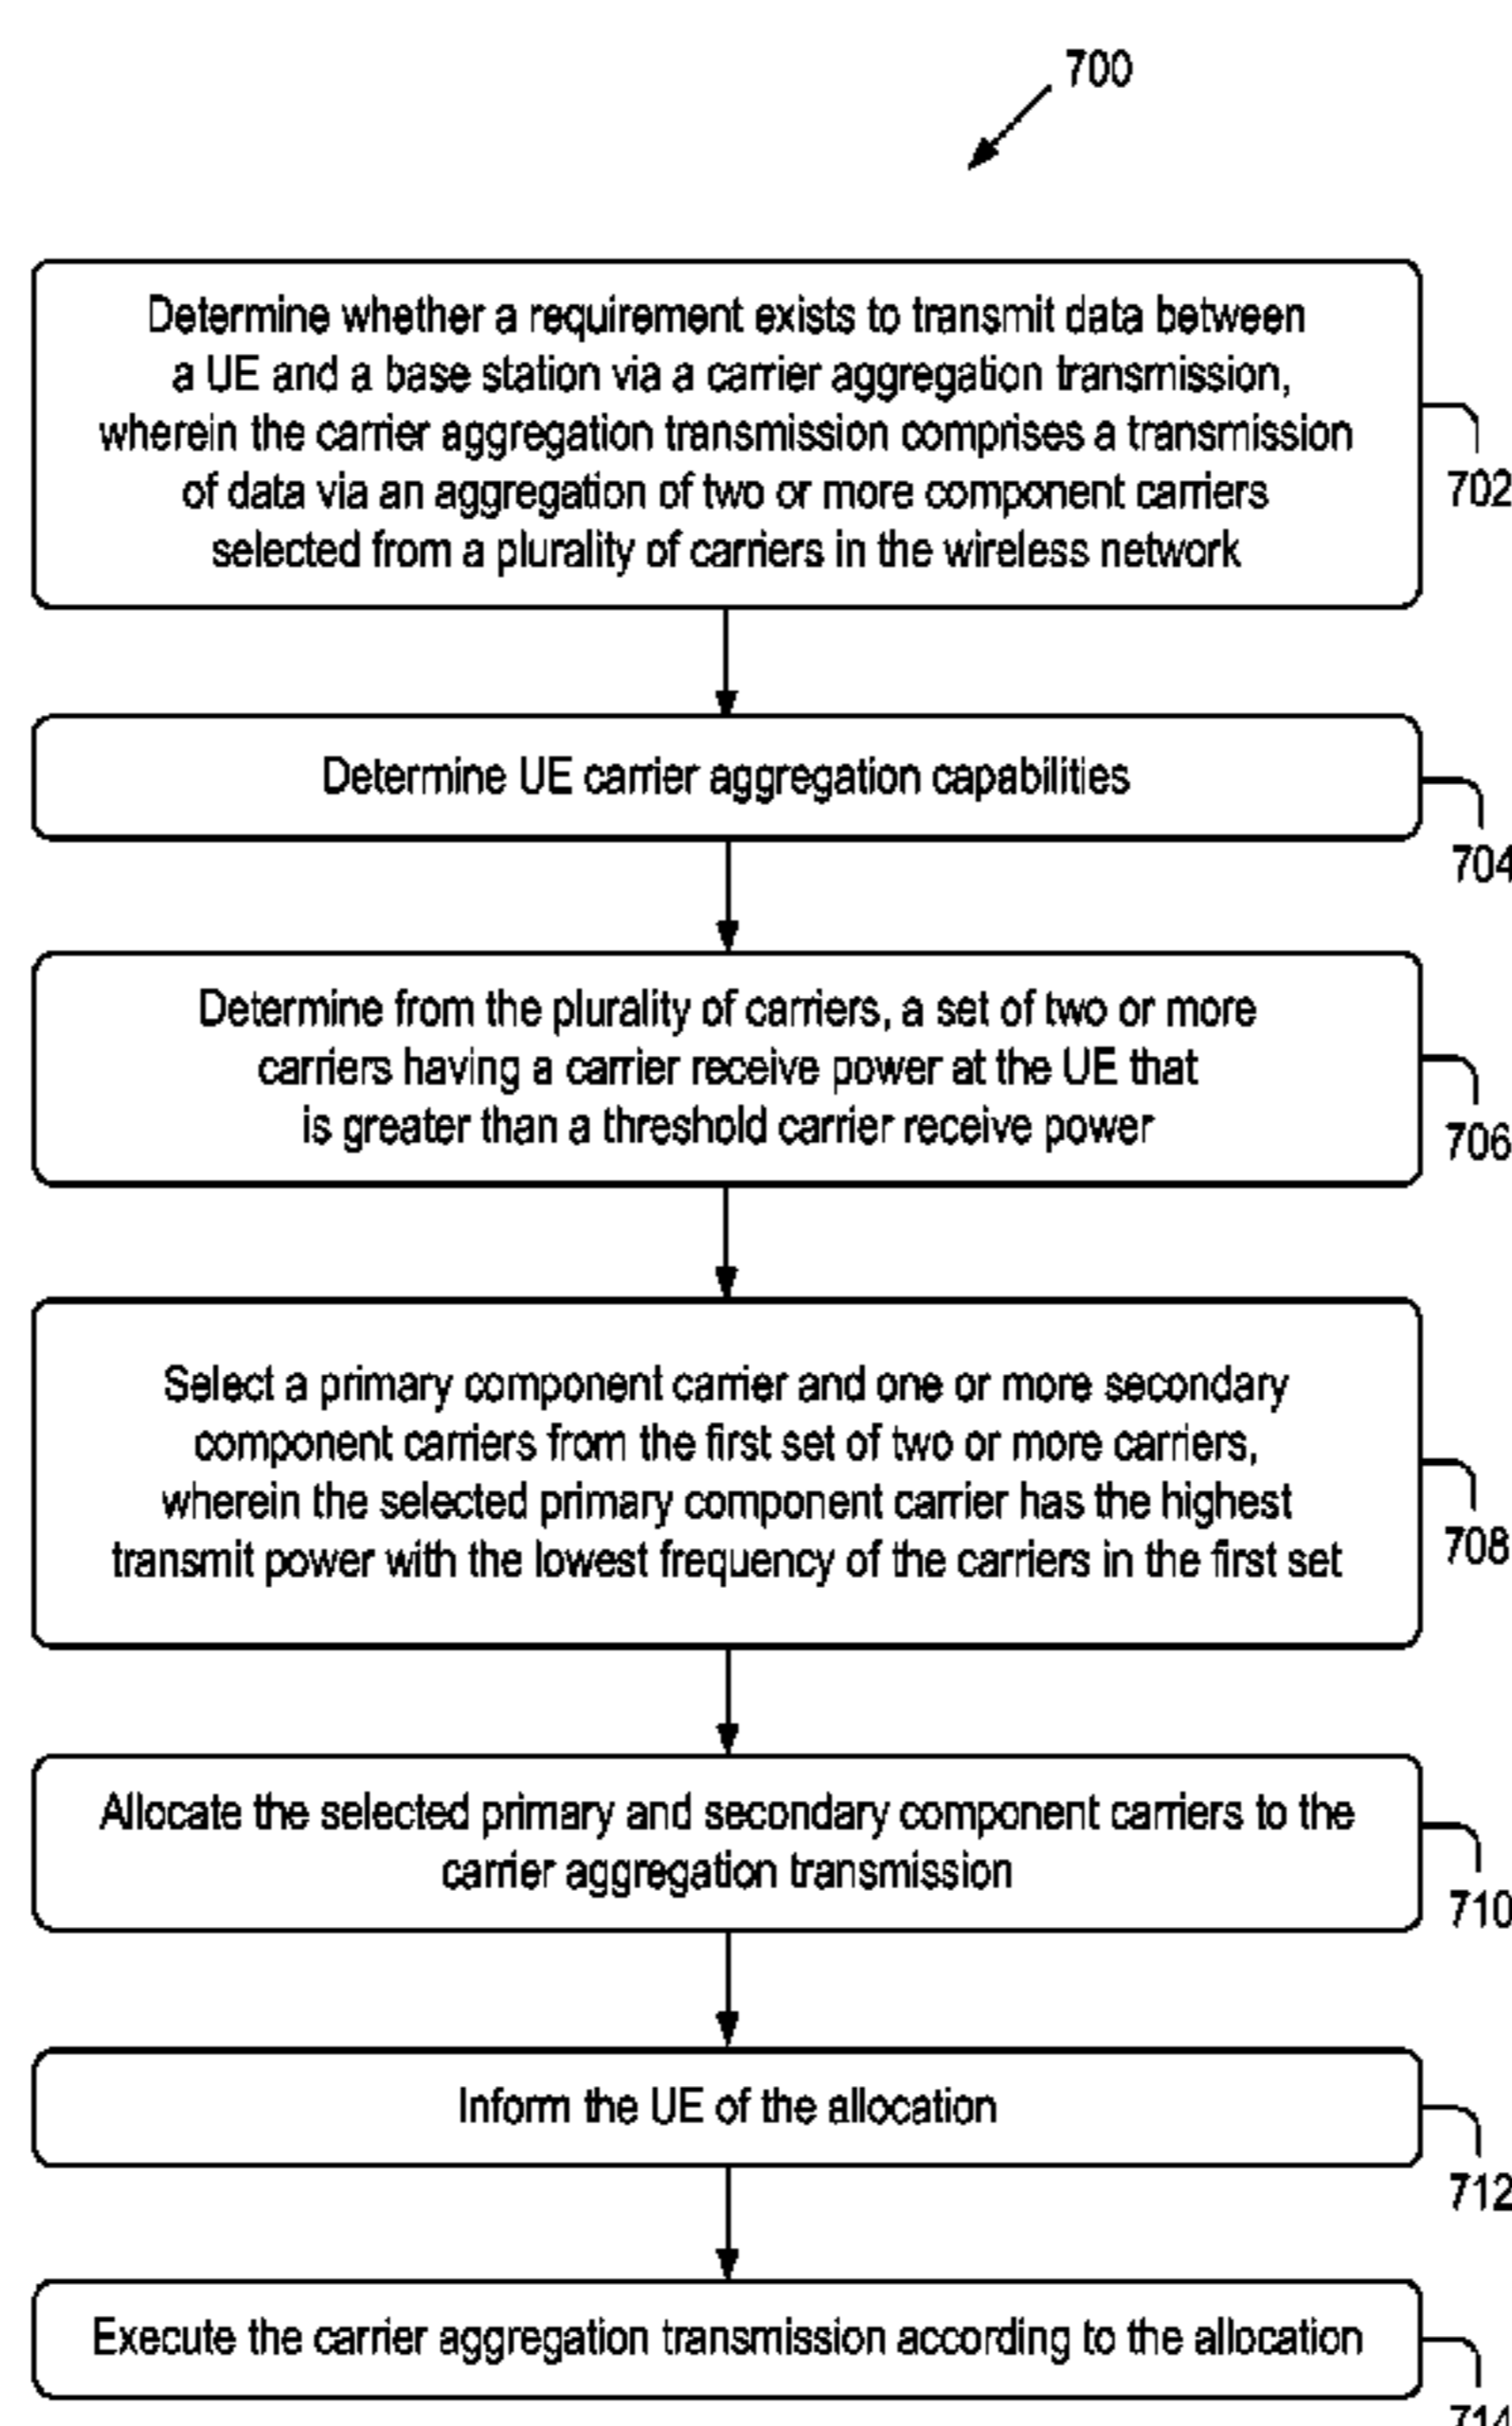 700
Determine whether a requirement exists to transmit data between
a UE and a base station via a carrier aggregation transmission,
wherein the carrier aggregation transmission comprises a transmission
of data via an aggregation of two or more component carriers
selected from a plurality of carriers in the wireless network
702
Determine UE carrier aggregation capabilities
704
Determine from the plurality of carriers, a set of two or more
carriers having a carrier receive power at the UE that
is greater than a threshold carrier receive power
706
Select a primary component carrier and one or more secondary
component carriers from the first set of two or more carriers,
wherein the selected primary component carrier has the highest
transmit power with the lowest frequency of the carriers in the first set
708
Allocate the selected primary and secondary component carriers to the
carrier aggregation transmission
710
Inform the UE of the allocation
712
Execute the carrier aggregation transmission according to the allocation
714